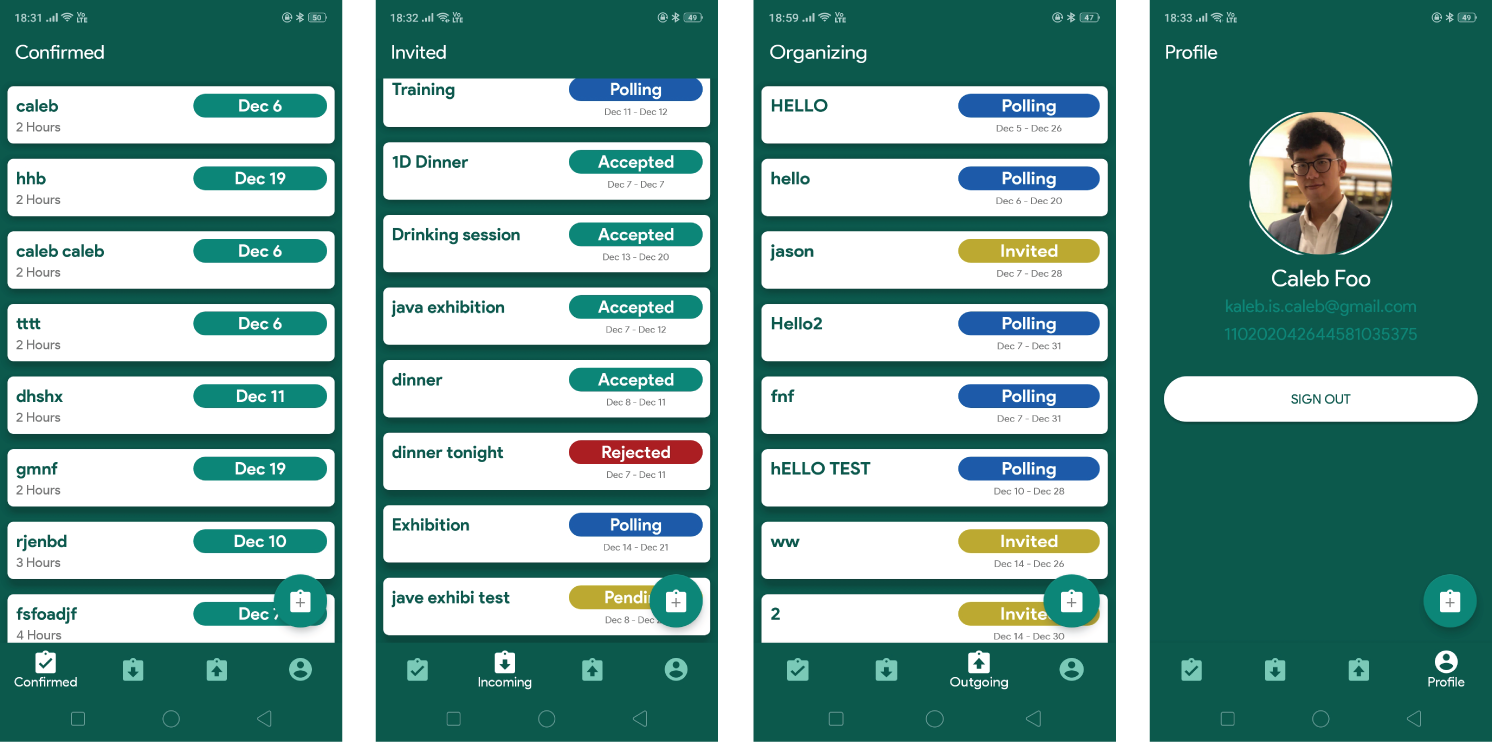 18:31 Vo LTE 50
Confirmed
caleb Dec 6
2 Hours
hhb Dec 19
2 Hours
caleb caleb Dec 6
2 Hours
tttt Dec 6
2 Hours
dhshx Dec 11
2 Hours
gmnf Dec 19
2 Hours
rjenbd Dec 10
3 Hours
fsfoadjf Dec
4 Hours
Confirmed
18:32 Vo LTE 49
Invited
Training Polling
Dec 11 - Dec 12
1D Dinner Accepted
Dec 7 - Dec 7
Drinking session Accepted
Dec 13 - Dec 20
java exhibition Accepted
Dec 7 - Dec 12
dinner Accepted
Dec 8 - Dec 11
dinner tonight Rejected
Dec 7 - Dec 11
Exhibition Polling
Dec 14 - Dec 21
jave exhibi test Pendi
Dec 8 - Dec
Incoming
18:59 Vo LTE 47
Organizing
HELLO Polling
Dec 5 - Dec 26
hello Polling
Dec 6 - Dec 20
jason Invited
Dec 7 - Dec 28
Hello2 Polling
Dec 7 - Dec 31
fnf Polling
Dec 7 - Dec 31
hELLO TEST Polling
Dec 10 - Dec 28
ww Invited
Dec 14 - Dec 26
2 Invite
Dec 14 - Dec 30
Outgoing
18:33 Vo LTE 49
Profile
Caleb Foo
kaleb.is.caleb@gmail.com
110202042644581035375
SIGN OUT
Profile